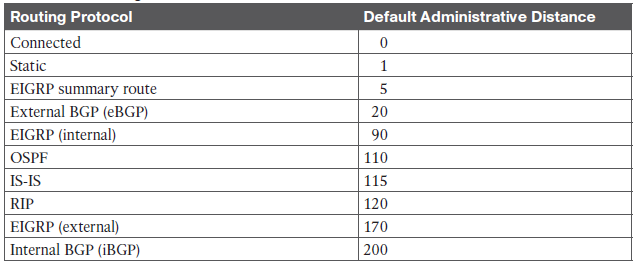 Routing Protocol Default Administrative Distance
Connected 0
Static 1
EIGRP summary route 5
External BGP (eBGP) 20
EIGRP (internal) 90
OSPF 110
IS-IS 115
RIP 120
EIGRP (external) 170
Internal BGP (iBGP) 200